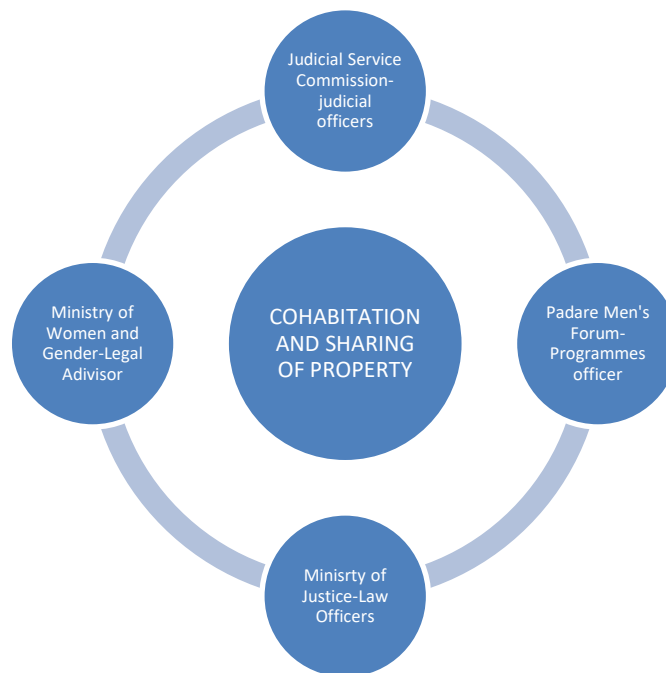 Judicial Service
Commission-
judicial
officers
Ministry of
Women and
Gender-Legal
Adivisor
COHABITATION
AND SHARING
OF PROPERTY
Padare Men's
Forum-
Programmes
officer
Minisrty of
Justice-Law
Officers